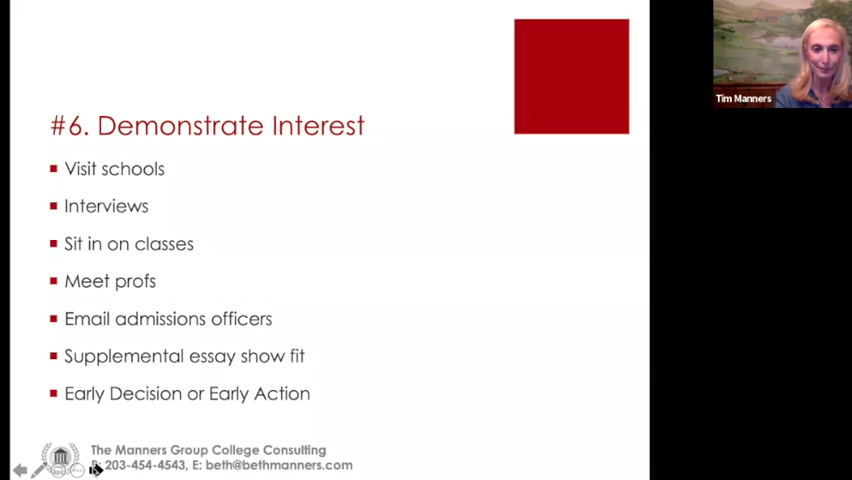 Tim Manners
#6. Demonstrate Interest
Visit schools
Interviews
Sit in on classes
Meet profs
Email admissions officers
Supplemental essay show fit
Early Decision or Early Action
The Manners Group College Consulting
203-454-4543, E: beth@bethmanners.com